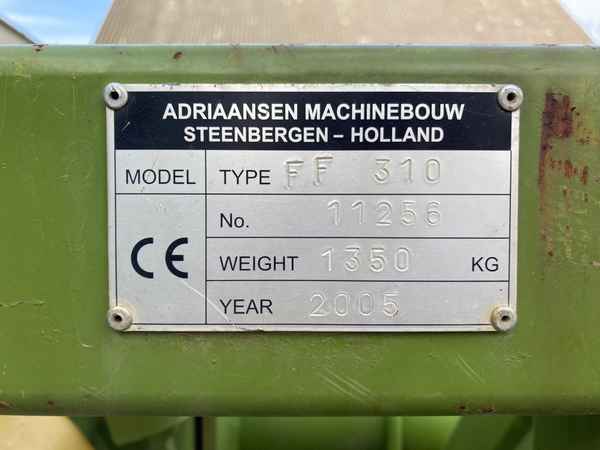 ADRIAANSEN MACHINEBOUW
STEENBERGEN – HOLLAND
MODEL TYPE FF 310
No. 11256
CE WEIGHT 1350 KG
YEAR 2005